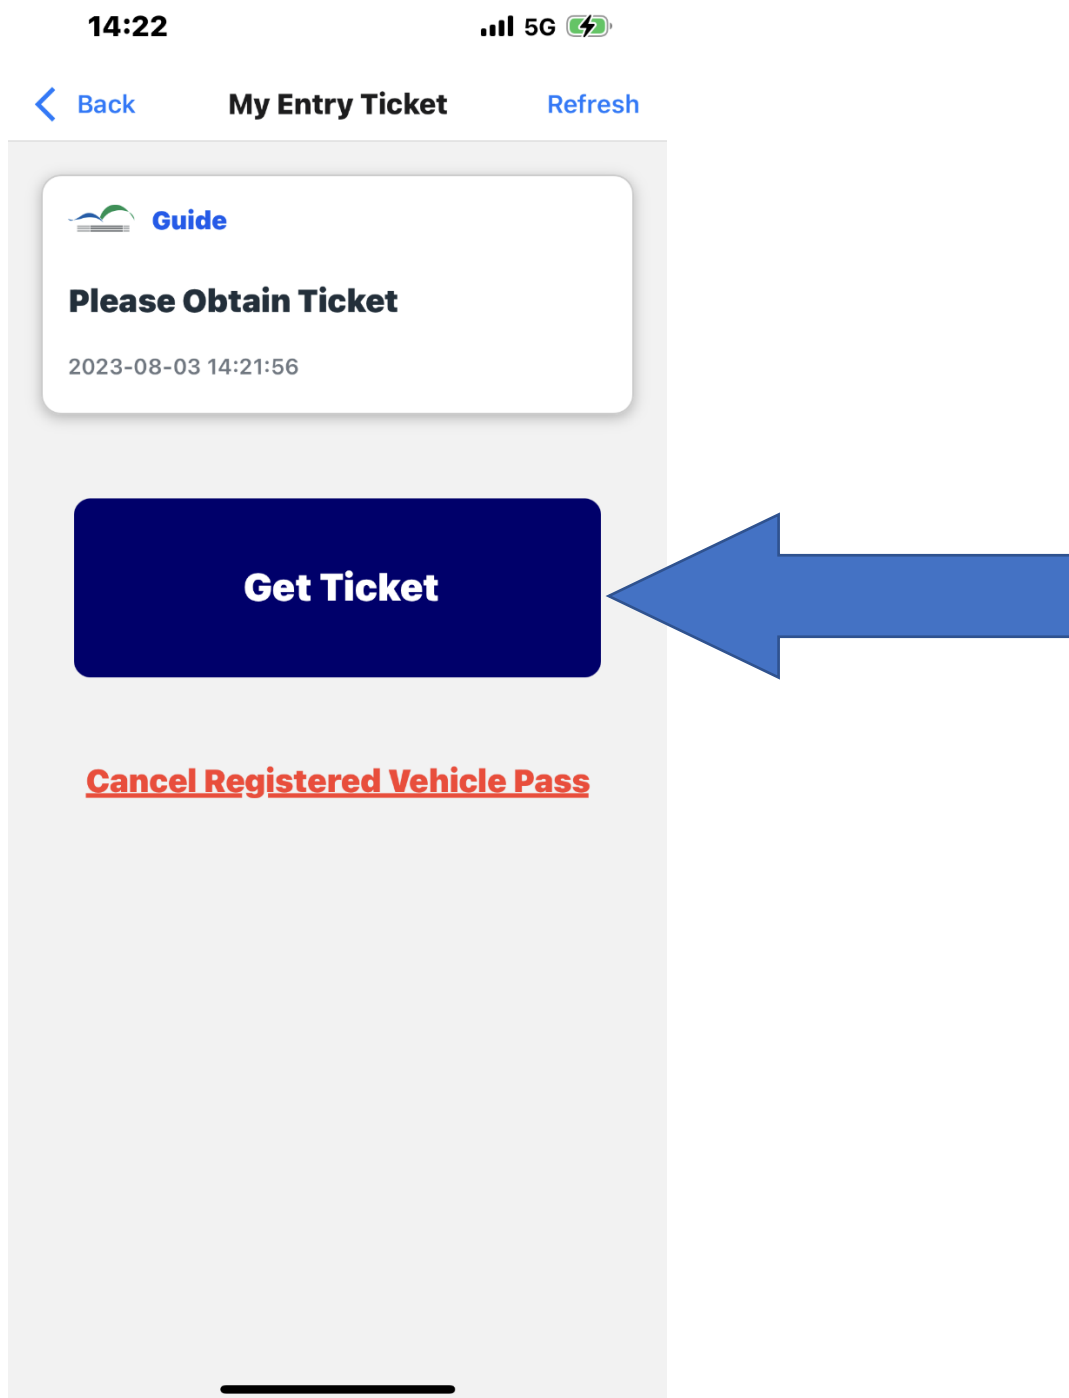 14:22 5G
Back My Entry Ticket Refresh
Guide
Please Obtain Ticket
2023-08-03 14:21:56
Get Ticket
Cancel Registered Vehicle Pass